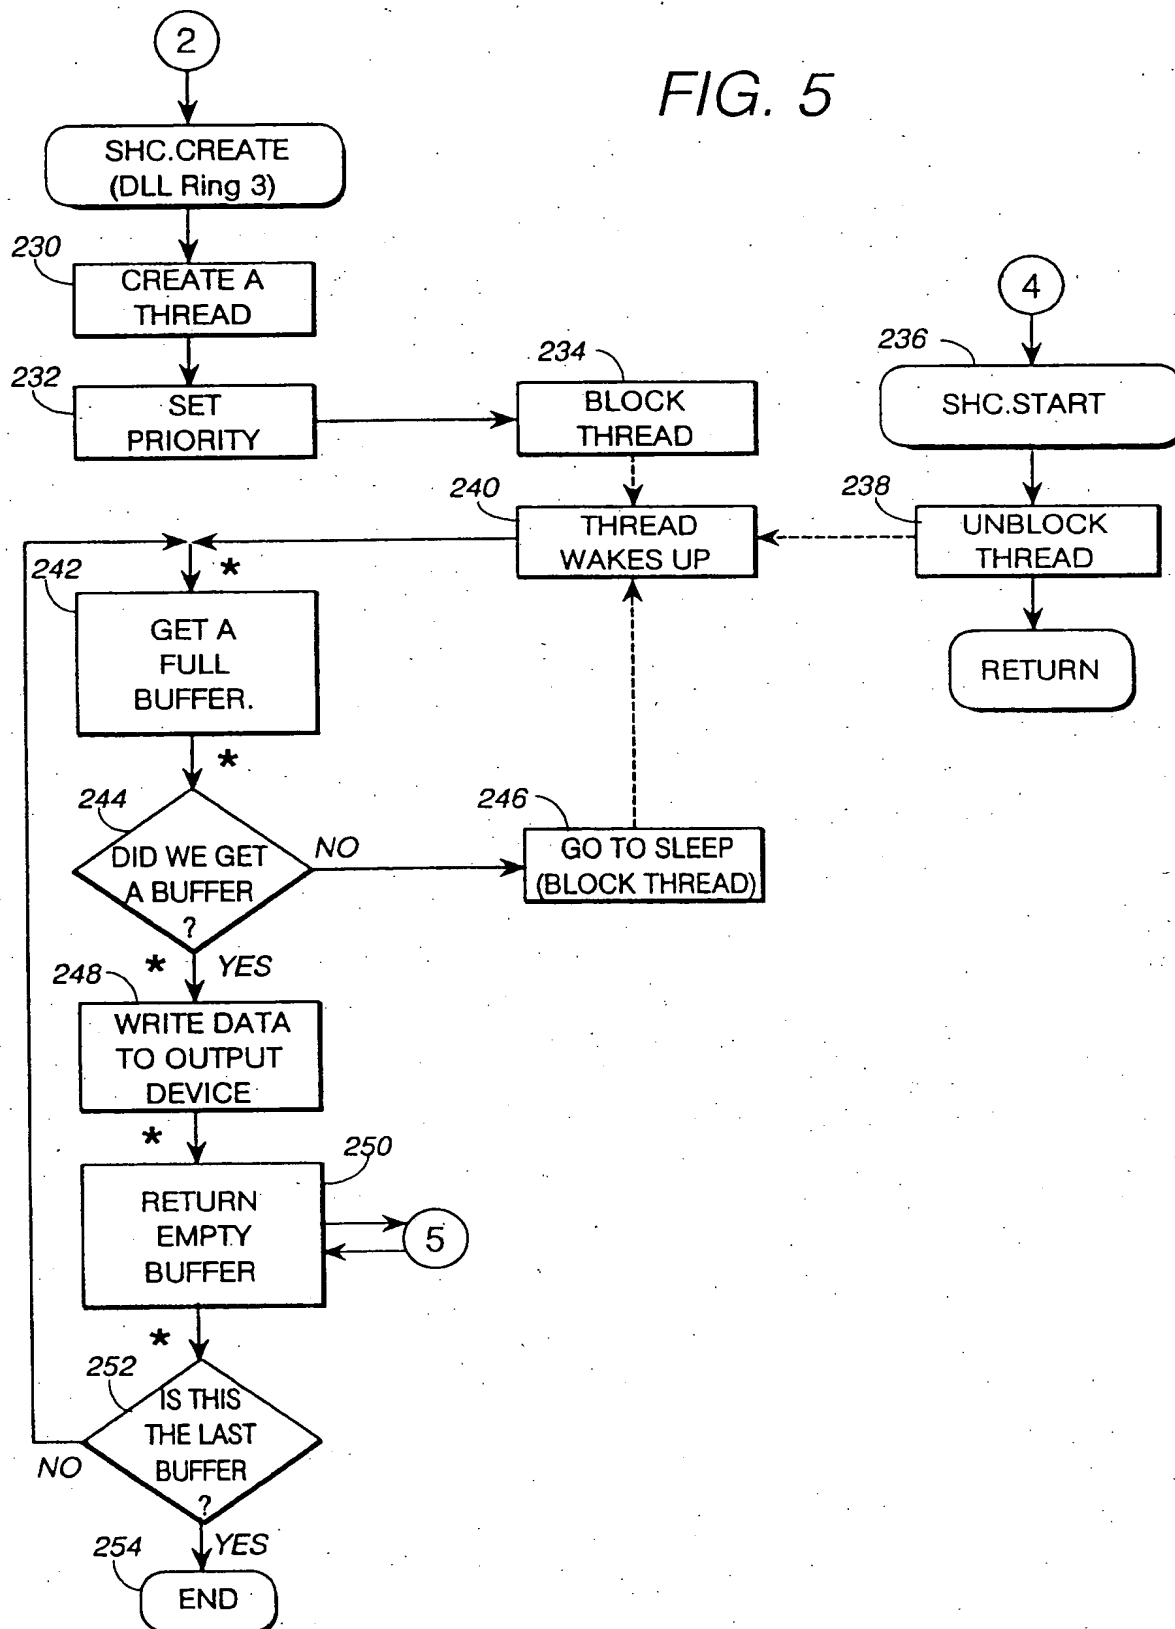 2
FIG. 5
SHC.CREATE
(DLL Ring 3)
230
CREATE A
THREAD
4
232
SET
PRIORITY
234
BLOCK
THREAD
236
SHC.START
240
THREAD
WAKES UP
238
UNBLOCK
THREAD
RETURN
*
242
GET A
FULL
BUFFER.
*
244
DID WE GET
A BUFFER
?
NO
246
GO TO SLEEP
(BLOCK THREAD)
* YES
248
WRITE DATA
TO OUTPUT
DEVICE
*
250
RETURN
EMPTY
BUFFER
5
*
252
IS THIS
THE LAST
BUFFER
?
NO
YES
254
END